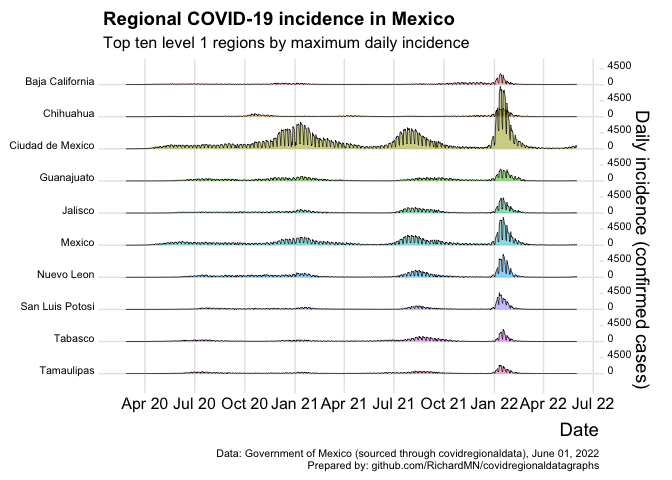 Regional COVID-19 incidence in Mexico
Top ten level 1 regions by maximum daily incidence
Baja California
4500
0
Chihuahua
4500
0
Ciudad de Mexico
4500
0
Guanajuato
4500
0
Jalisco
4500
0
Mexico
4500
0
Nuevo Leon
4500
0
San Luis Potosi
4500
0
Tabasco
4500
0
Tamaulipas
4500
0
Daily incidence (confirmed cases)
Apr 20 Jul 20 Oct 20 Jan 21 Apr 21 Jul 21 Oct 21 Jan 22 Apr 22 Jul 22
Date
Data: Government of Mexico (sourced through covidregionaldata), June 01, 2022
Prepared by: github.com/RichardMN/covidregionaldatagraphs